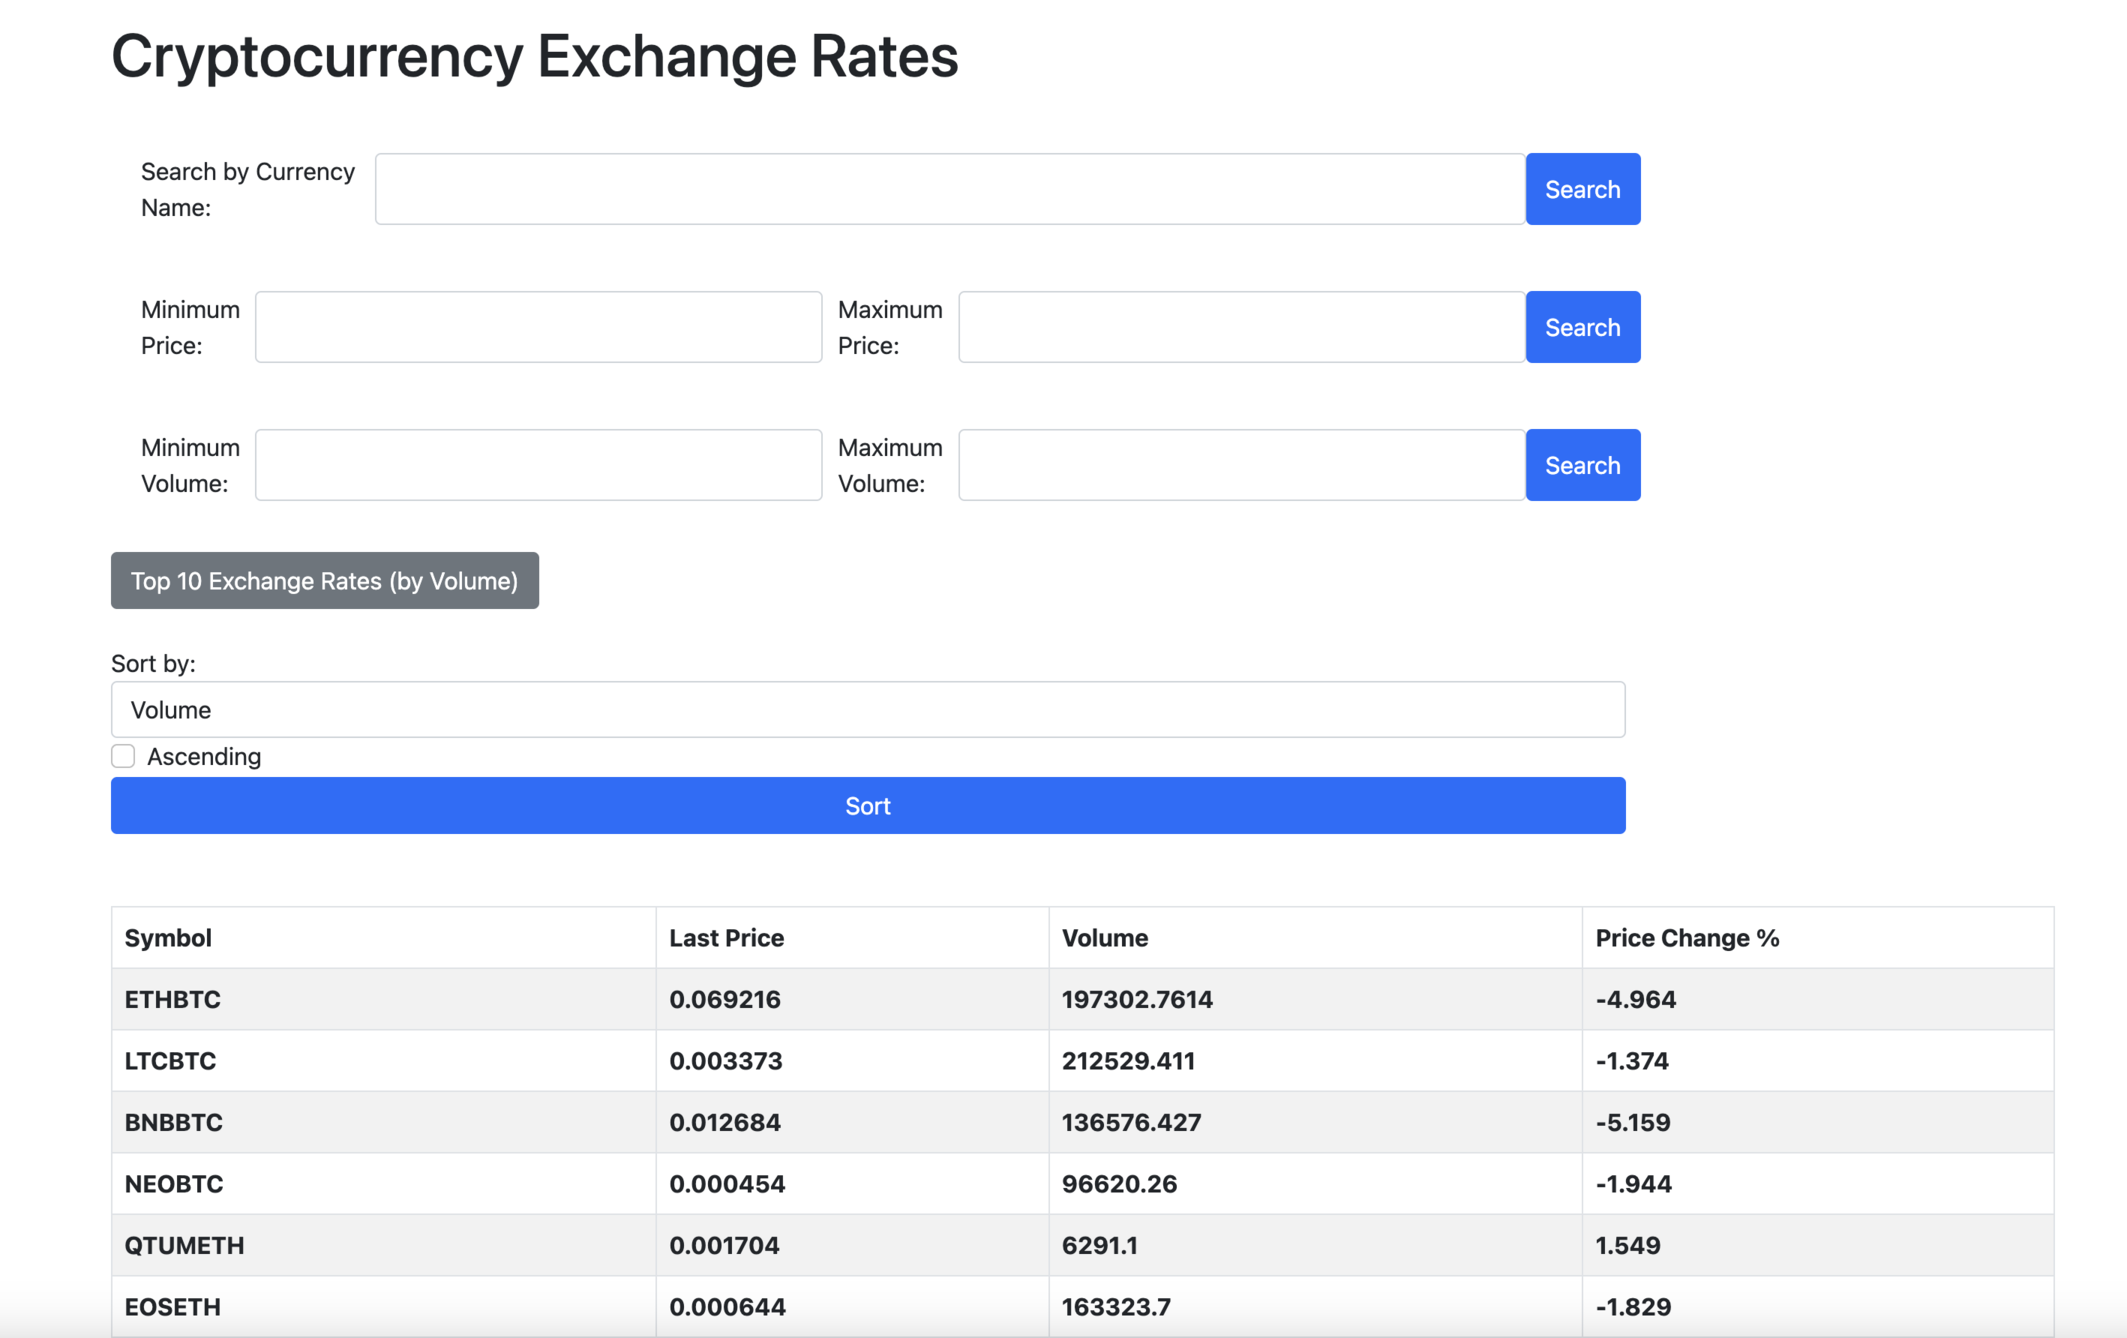 Cryptocurrency Exchange Rates
Search by Currency
Name:
Search
Minimum
Price:
Maximum
Price:
Search
Minimum
Volume:
Maximum
Volume:
Search
Top 10 Exchange Rates (by Volume)
Sort by:
Volume
Ascending
Sort
Symbol Last Price Volume Price Change %
ETHBTC 0.069216 197302.7614 -4.964
LTCBTC 0.003373 212529.411 -1.374
BNBBTC 0.012684 136576.427 -5.159
NEOBTC 0.000454 96620.26 -1.944
QTUMETH 0.001704 6291.1 1.549
EOSETH 0.000644 163323.7 -1.829